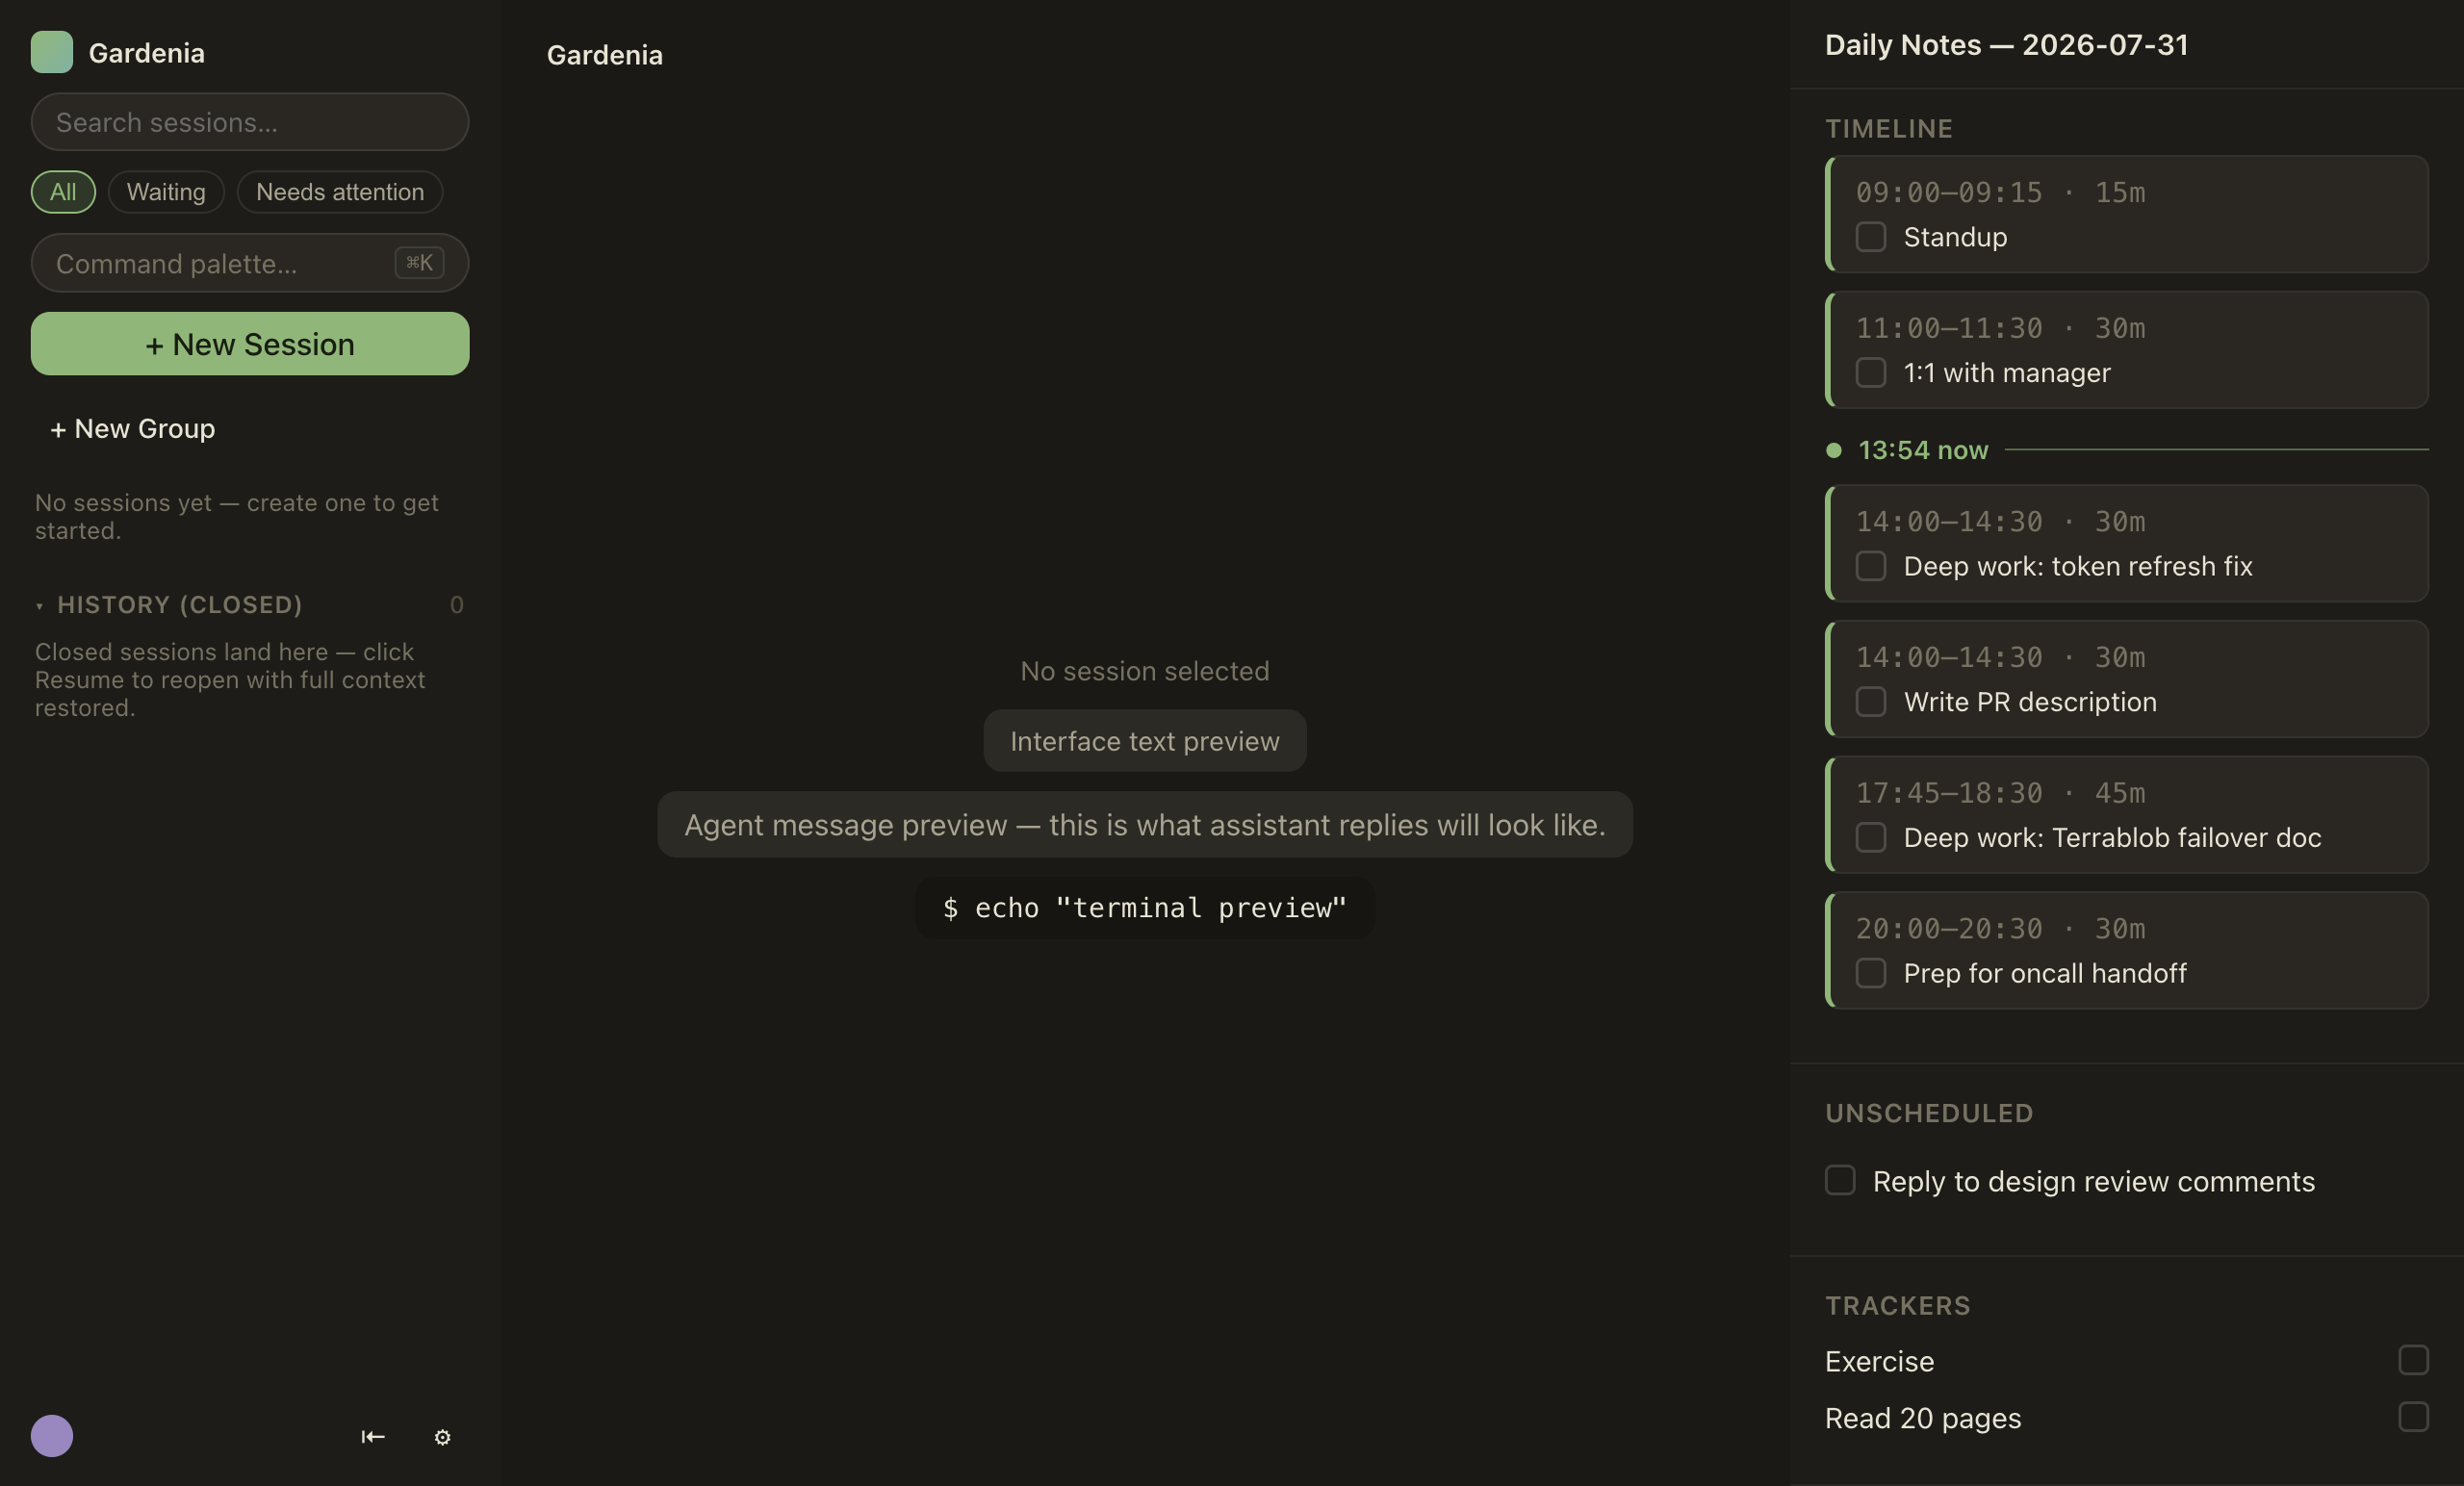 Gardenia
Search sessions...
All
Waiting
Needs attention
Command palette...
⌘K
+ New Session
+ New Group
No sessions yet — create one to get
started.
▾ HISTORY (CLOSED)
0
Closed sessions land here — click
Resume to reopen with full context
restored.
Gardenia
No session selected
Interface text preview
Agent message preview — this is what assistant replies will look like.
$ echo "terminal preview"
Daily Notes — 2026-07-31
TIMELINE
09:00–09:15 · 15m
Standup
11:00–11:30 · 30m
1:1 with manager
13:54 now
14:00–14:30 · 30m
Deep work: token refresh fix
14:00–14:30 · 30m
Write PR description
17:45–18:30 · 45m
Deep work: Terrablob failover doc
20:00–20:30 · 30m
Prep for oncall handoff
UNSCHEDULED
Reply to design review comments
TRACKERS
Exercise
Read 20 pages